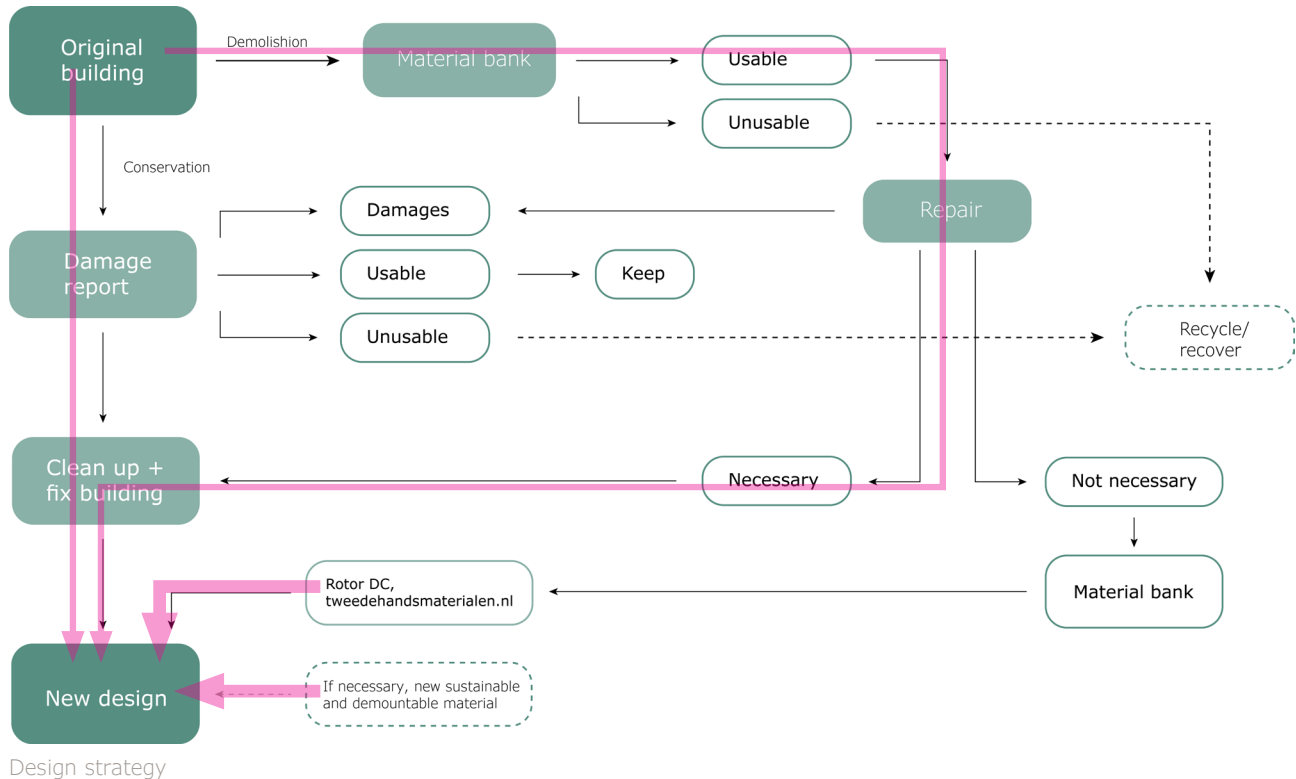 Original
building
Demolishion
Material bank
Usable
Unusable
Conservation
Damages
Repair
Damage
report
Usable
Keep
Unusable
Recycle/
recover
Clean up +
fix building
Necessary
Not necessary
Rotor DC,
tweedehandsmaterialen.nl
Material bank
New design
If necessary, new sustainable
and demountable material
Design strategy